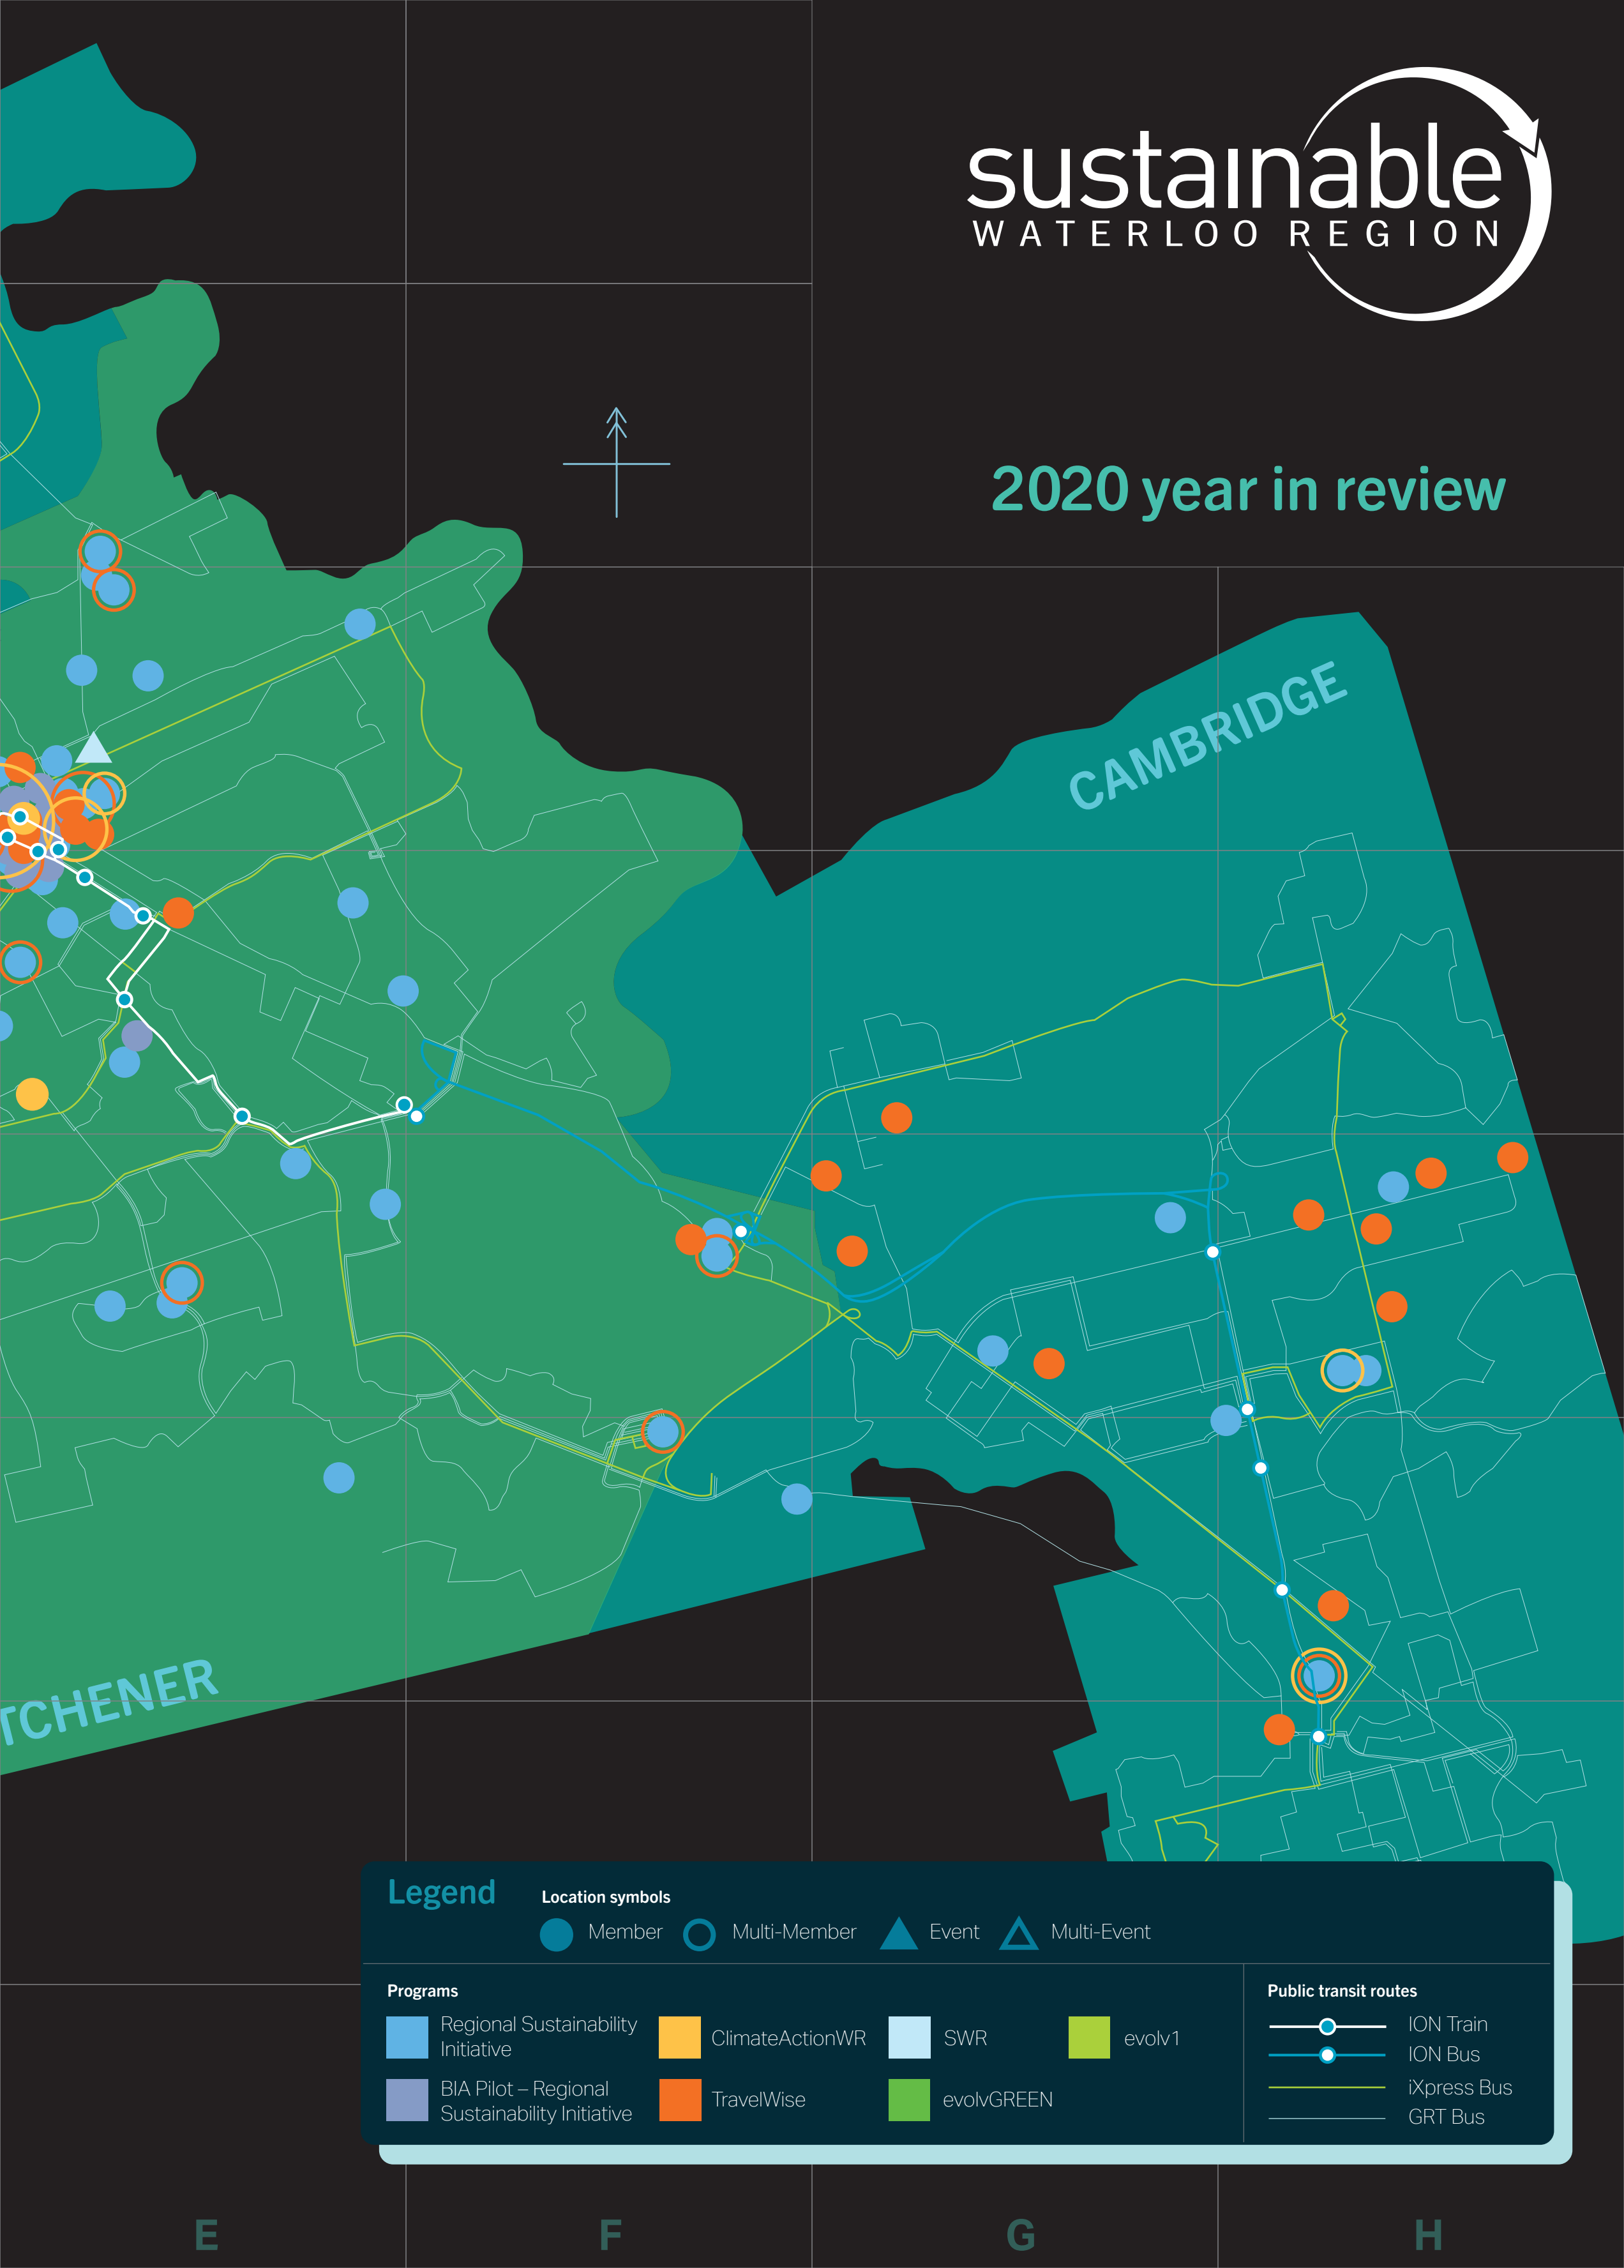 sustainable
WATERLOO REGION
2020 year in review
CAMBRIDGE
TCHENER
Legend
Location symbols
Member
Multi-Member
Event
Multi-Event
Programs
Regional Sustainability
Initiative
ClimateActionWR
SWR
evolv1
BIA Pilot – Regional
Sustainability Initiative
TravelWise
evolvGREEN
Public transit routes
ION Train
ION Bus
iXpress Bus
GRT Bus
E
F
G
H